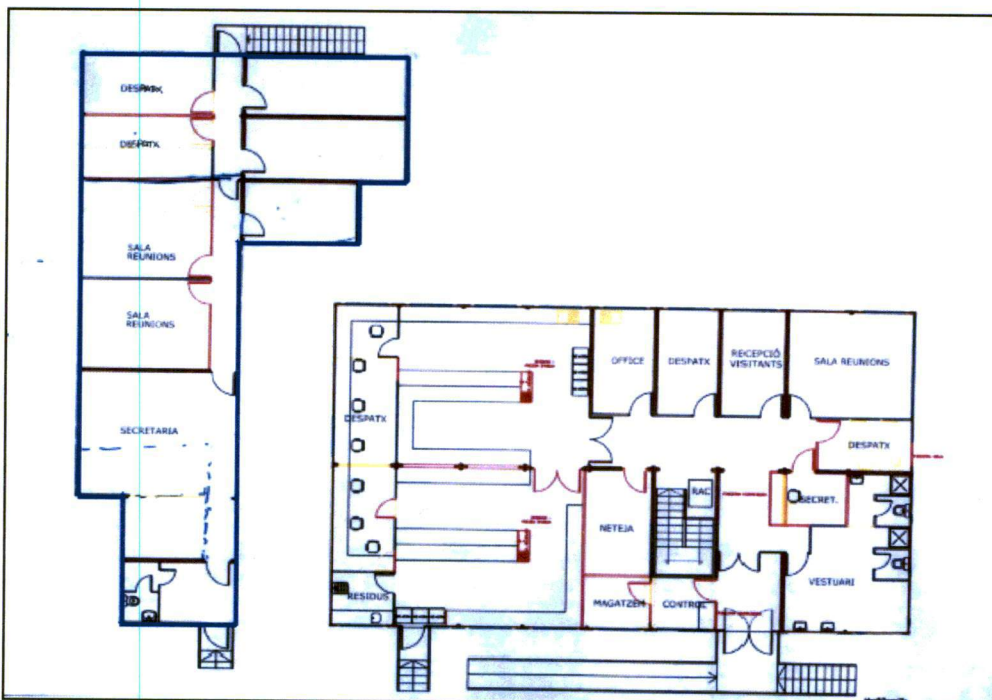 DESPATX
DESPATX
SALA
REUNIONS
SALA
REUNIONS
SECRETARIA
OFFICE
DESPATX
RECEPCIÓ
VISITANTS
SALA REUNIONS
DESPATX
DESPATX
RAC
SECRET.
NETEJA
RESIDUS
MAGATZEM
CONTROL
VESTUARI